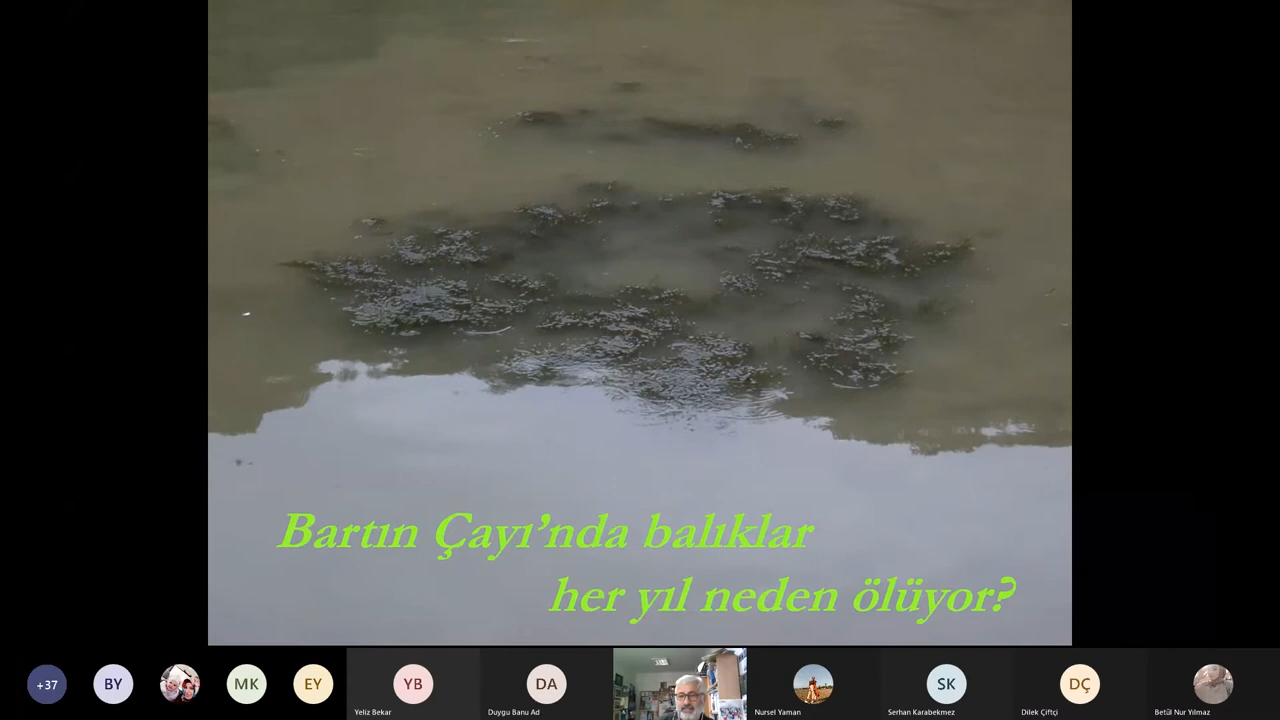 Bartın Çayı’nda balıklar
her yıl neden ölüyor?
+37
BY
MK
EY
YB
Yeliz Bekar
DA
Duygu Banu Ad
Nursel Yaman
SK
Serhan Karabekmez
DÇ
Dilek Çiftçi
Betül Nur Yılmaz